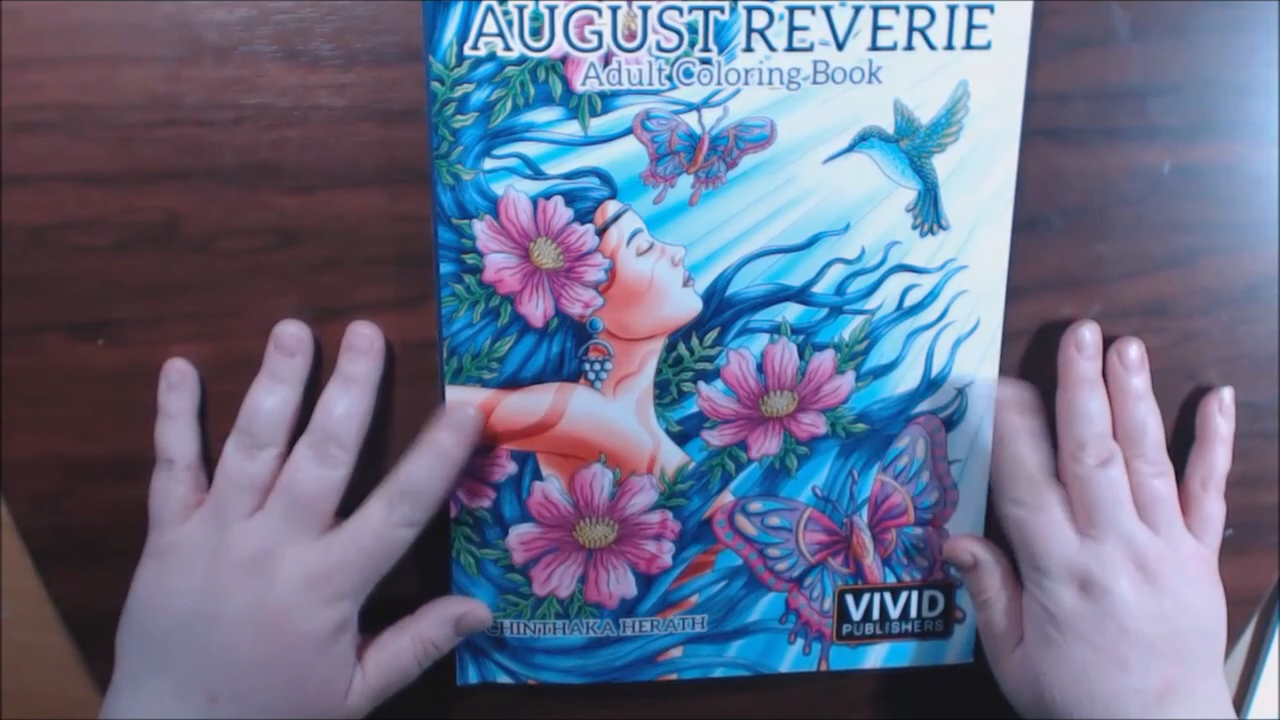 AUGUST REVERIE
Adult Coloring Book
CHINTHAKA HERATH
VIVID
PUBLISHERS